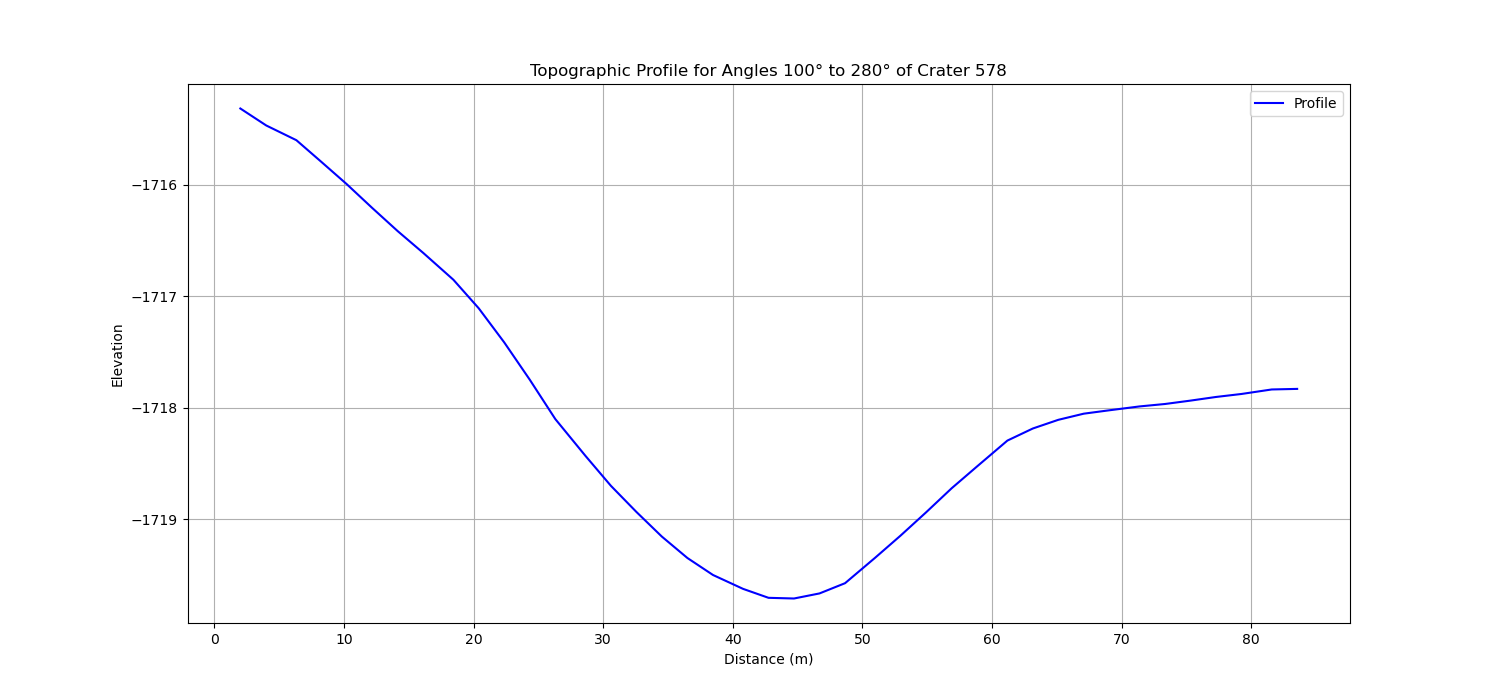 Topographic Profile for Angles 100° to 280° of Crater 578
Profile
Elevation
−1716
−1717
−1718
−1719
0 10 20 30 40 50 60 70 80
Distance (m)